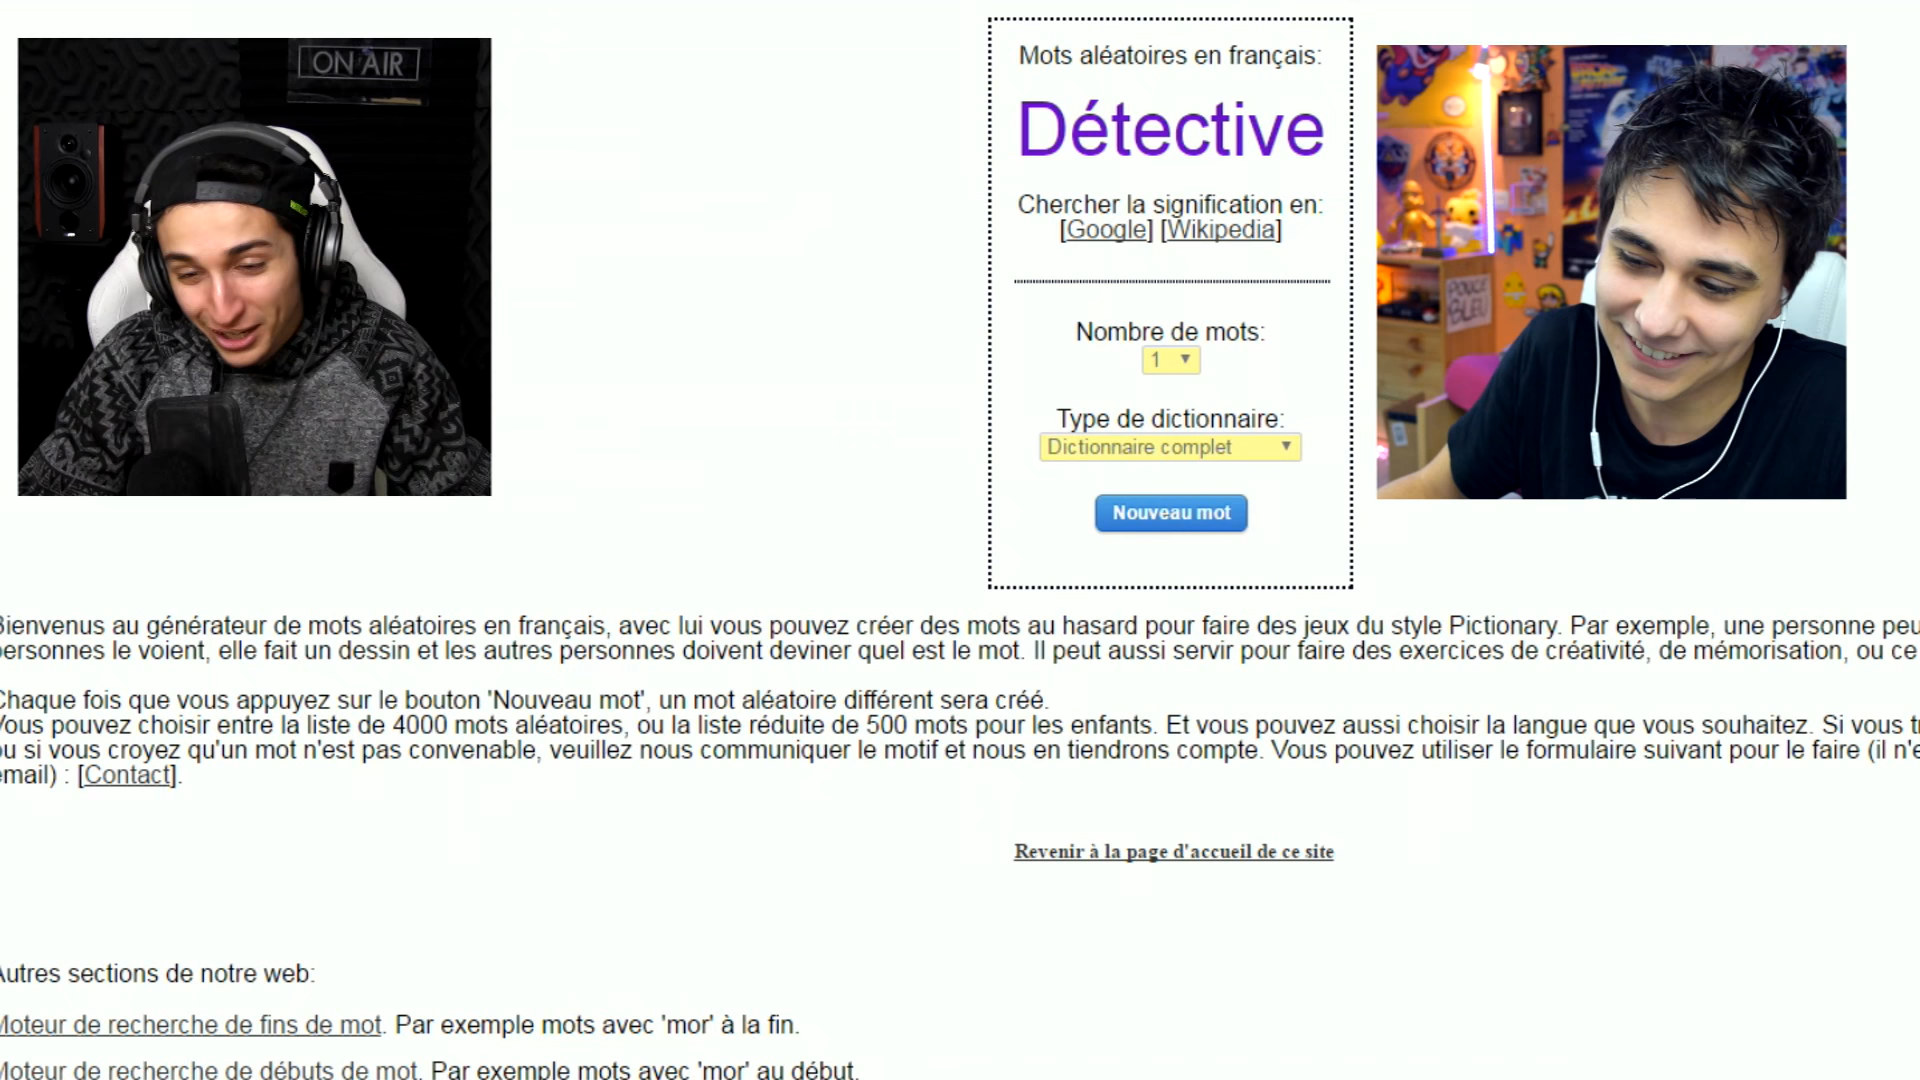 ON AIR
Mots aléatoires en français:
Détective
Chercher la signification en:
[Google] [Wikipedia]
POUCE
BLEU
Nombre de mots:
1
Type de dictionnaire:
Dictionnaire complet
Nouveau mot
Bienvenus au générateur de mots aléatoires en français, avec lui vous pouvez créer des mots au hasard pour faire des jeux du style Pictionary. Par exemple, une personne peu
personnes le voient, elle fait un dessin et les autres personnes doivent deviner quel est le mot. Il peut aussi servir pour faire des exercices de créativité, de mémorisation, ou ce
Chaque fois que vous appuyez sur le bouton 'Nouveau mot', un mot aléatoire différent sera créé.
Vous pouvez choisir entre la liste de 4000 mots aléatoires, ou la liste réduite de 500 mots pour les enfants. Et vous pouvez aussi choisir la langue que vous souhaitez. Si vous tr
ou si vous croyez qu'un mot n'est pas convenable, veuillez nous communiquer le motif et nous en tiendrons compte. Vous pouvez utiliser le formulaire suivant pour le faire (il n'e
email) : [Contact].
Revenir à la page d'accueil de ce site
Autres sections de notre web:
Moteur de recherche de fins de mot. Par exemple mots avec 'mor' à la fin.
Moteur de recherche de débuts de mot. Par exemple mots avec 'mor' au début.